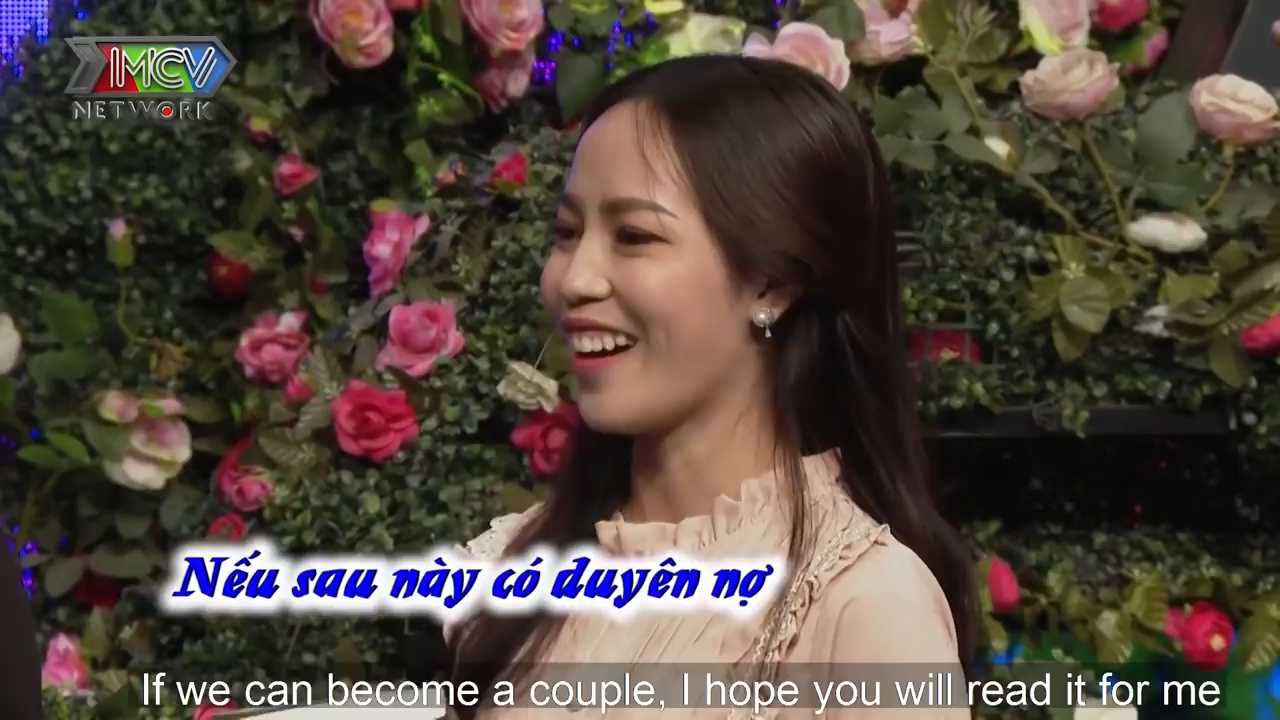 MCV
NETWORK
Nếu sau này có duyên nợ
If we can become a couple, I hope you will read it for me